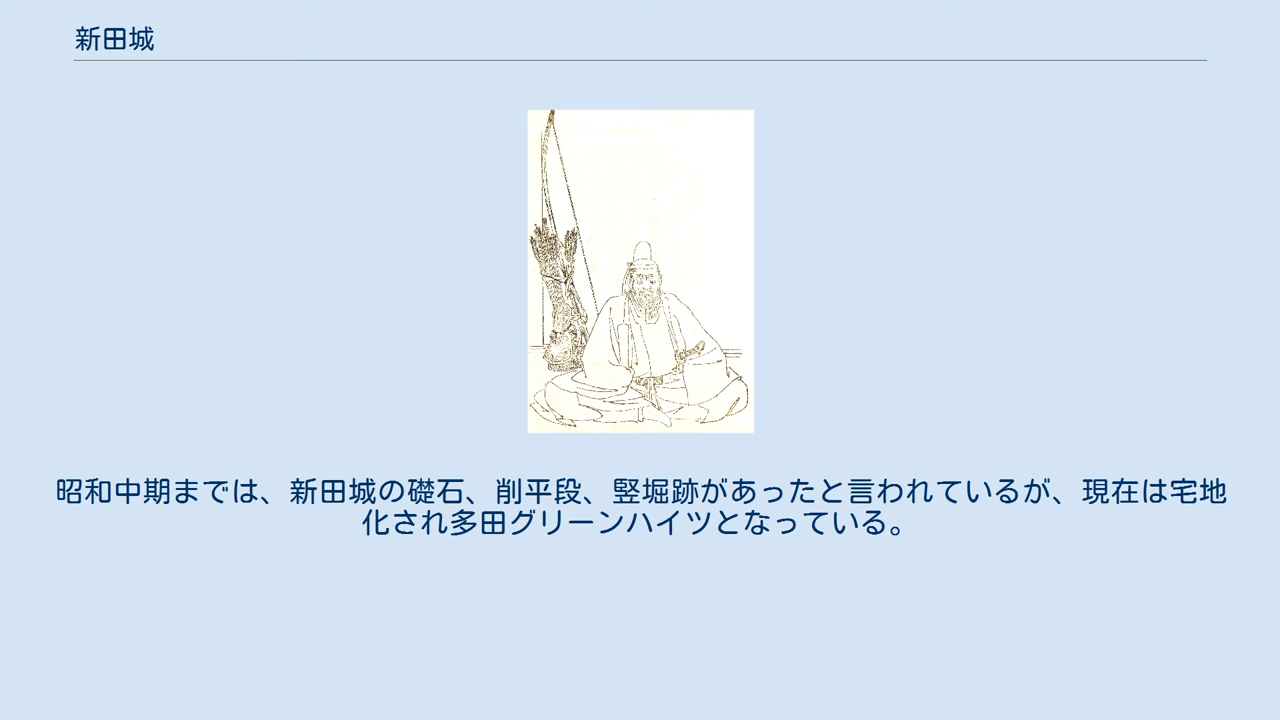 新田城
昭和中期までは、新田城の礎石、削平段、竪堀跡があったと言われているが、現在は宅地
化され多田グリーンハイツとなっている。